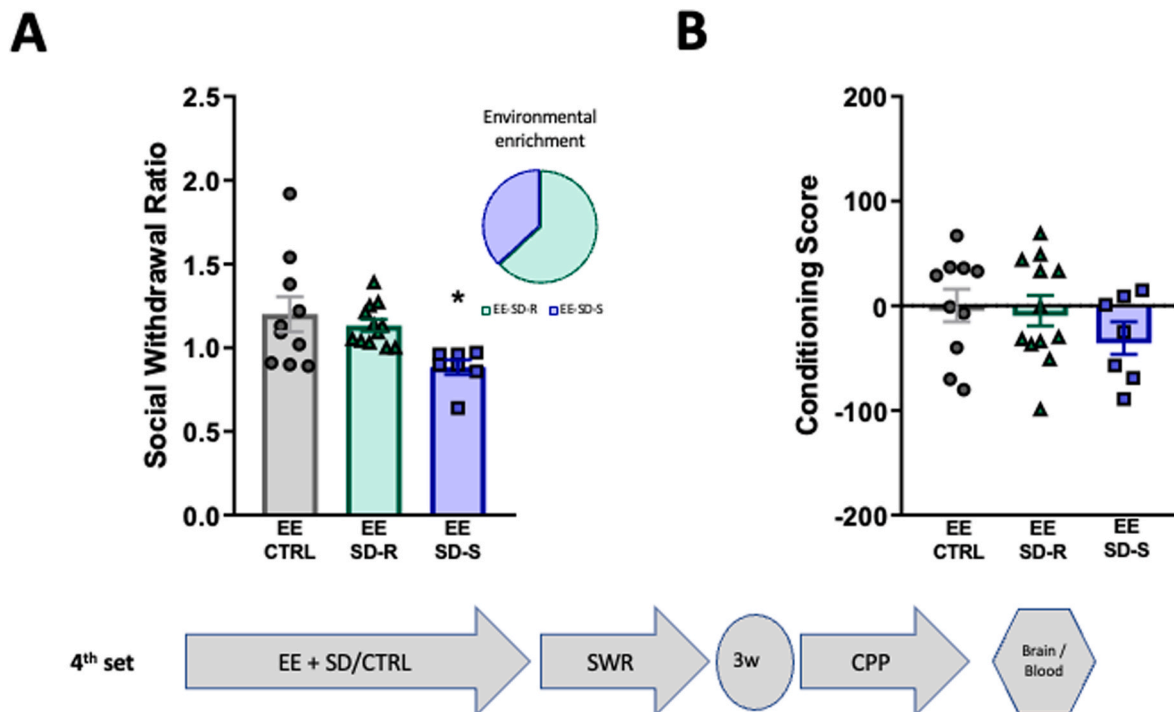 A
Social Withdrawal Ratio
2.5
2.0
1.5
1.0
0.5
0.0
Environmental
enrichment
EE-SD-R EE-SD-S
*
EE
CTRL
EE
SD-R
EE
SD-S
B
Conditioning Score
200
100
0
-100
-200
EE
CTRL
EE
SD-R
EE
SD-S
4th set
EE + SD/CTRL
SWR
3w
CPP
Brain /
Blood